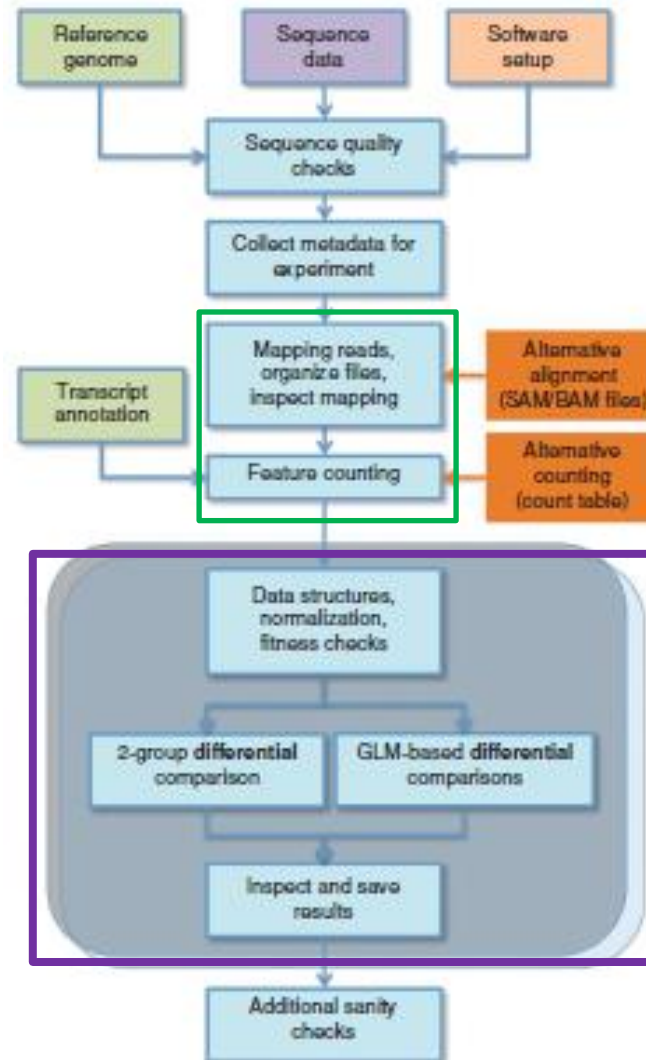 Reference
genome
Sequence
data
Software
setup
Sequence quality
checks
Collect metadata for
experiment
Mapping reads,
organize files,
inspect mapping
Alternative
alignment
(SAM/BAM files)
Transcript
annotation
Feature counting
Alternative
counting
(count table)
Data structures,
normalization,
fitness checks
2-group differential
comparison
GLM-based differential
comparisons
Inspect and save
results
Additional sanity
checks